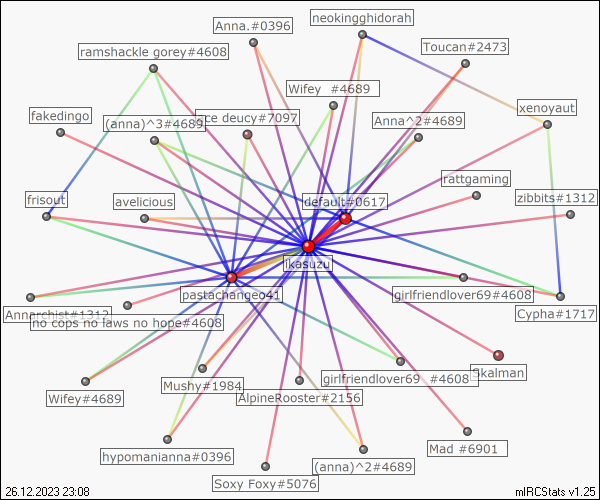 neokingghidorah
Anna.#0396
ramshackle gorey#4608
Toucan#2473
Wifey_#4689
xenoyaut
fakedingo
(anna)^3#4689
ce deucy#7097
Anna^2#4689
rattgaming
zibbits#1312
frisout
avelicious
default#0617
ikasuzu
pastachangeo41
girlfriendlover69#4608
Annarchist#1312
Cypha#1717
no cops no laws no hope#4608
Skalman
girlfriendlover69_#4608
Mushy#1984
AlpineRooster#2156
Wifey#4689
Mad_#6901
hypomanianna#0396
(anna)^2#4689
Soxy Foxy#5076
26.12.2023 23:08
mIRCStats v1.25